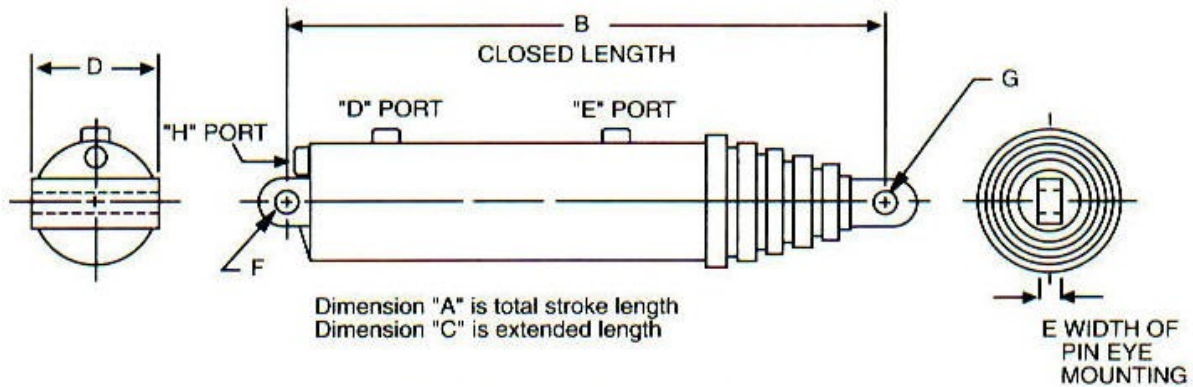 B
CLOSED LENGTH
D
G
"D" PORT
"E" PORT
"H" PORT
F
Dimension "A" is total stroke length
Dimension "C" is extended length
E WIDTH OF
PIN EYE
MOUNTING